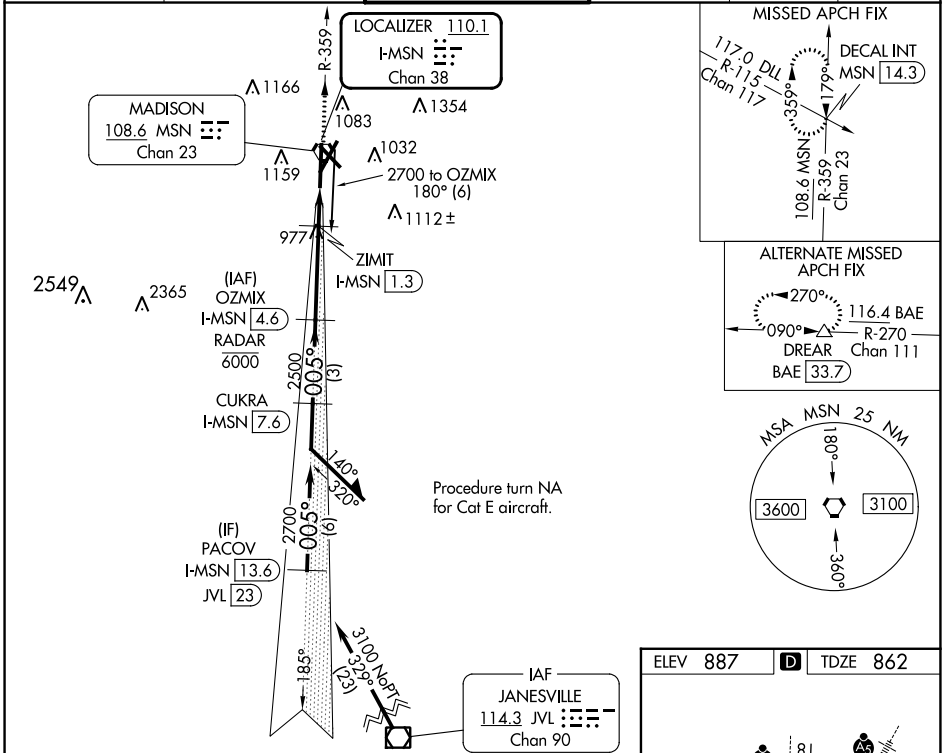 LOCALIZER 110.1
I-MSN
Chan 38
R-359
MADISON
108.6 MSN
Chan 23
1166
1083
1354
1159
1032
2700 to OZMIX
180° (6)
1112 ±
977
ZIMIT
I-MSN 1.3
2549
2365
(IAF)
OZMIX
I-MSN 4.6
RADAR
6000
2500
005°
(3)
CUKRA
I-MSN 7.6
140°
320°
Procedure turn NA
for Cat E aircraft.
2700
005°
(6)
(IF)
PACOV
I-MSN 13.6
JVL 23
185°
3100 NoPT
329°
(23)
IAF
JANESVILLE
114.3 JVL
Chan 90
MISSED APCH FIX
117.0 DLL
R-115
Chan 117
359°
179°
DECAL INT
MSN 14.3
108.6 MSN
R-359
Chan 23
ALTERNATE MISSED
APCH FIX
270°
090°
116.4 BAE
R-270
Chan 111
DREAR
BAE 33.7
MSA MSN 25 NM
180°
3600
3100
360°
ELEV 887 D TDZE 862
81
A5